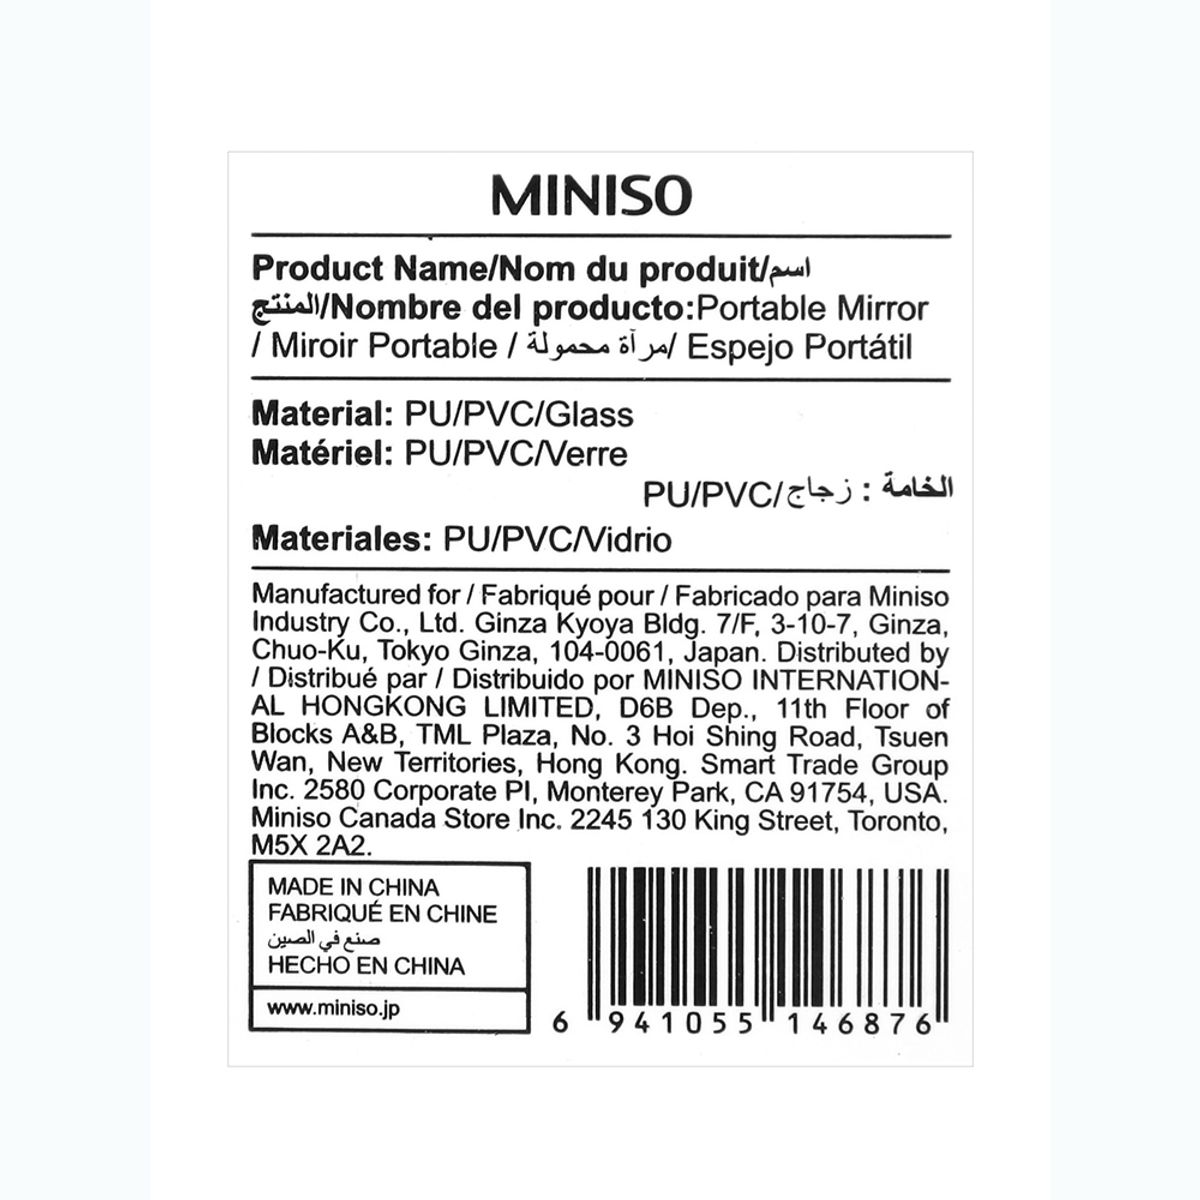 MINISO
Product Name/Nom du produit/اسم
المنتج/Nombre del producto:Portable Mirror
/ Miroir Portable / مرآة محمولة/ Espejo Portátil
Material: PU/PVC/Glass
Matériel: PU/PVC/Verre
الخامة : زجاج/PU/PVC
Materiales: PU/PVC/Vidrio
Manufactured for / Fabriqué pour / Fabricado para Miniso
Industry Co., Ltd. Ginza Kyoya Bldg. 7/F, 3-10-7, Ginza,
Chuo-Ku, Tokyo Ginza, 104-0061, Japan. Distributed by
/ Distribué par / Distribuido por MINISO INTERNATION-
AL HONGKONG LIMITED, D6B Dep., 11th Floor of
Blocks A&B, TML Plaza, No. 3 Hoi Shing Road, Tsuen
Wan, New Territories, Hong Kong. Smart Trade Group
Inc. 2580 Corporate Pl, Monterey Park, CA 91754, USA.
Miniso Canada Store Inc. 2245 130 King Street, Toronto,
M5X 2A2.
MADE IN CHINA
FABRIQUÉ EN CHINE
صنع في الصين
HECHO EN CHINA
www.miniso.jp
6 941055 146876